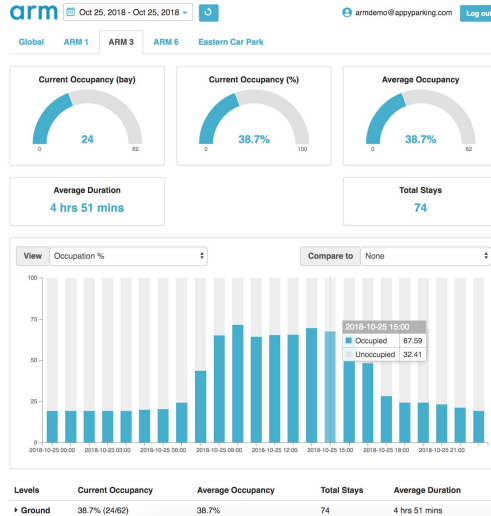 arm Oct 25, 2018 - Oct 25, 2018 armdemo@appyparking.com Log out
Global ARM 1 ARM 3 ARM 6 Eastern Car Park
Current Occupancy (bay) Current Occupancy (%) Average Occupancy
24 38.7% 38.7%
0 62 0 100 0 62
Average Duration Total Stays
4 hrs 51 mins 74
View Occupation % Compare to None
100
75
2018-10-25 15:00
Occupied 67.59
Unoccupied 32.41
50
25
0
2018-10-25 00:00 2018-10-25 03:00 2018-10-25 06:00 2018-10-25 09:00 2018-10-25 12:00 2018-10-25 15:00 2018-10-25 18:00 2018-10-25 21:00
Levels Current Occupancy Average Occupancy Total Stays Average Duration
Ground 38.7% (24/62) 38.7% 74 4 hrs 51 mins